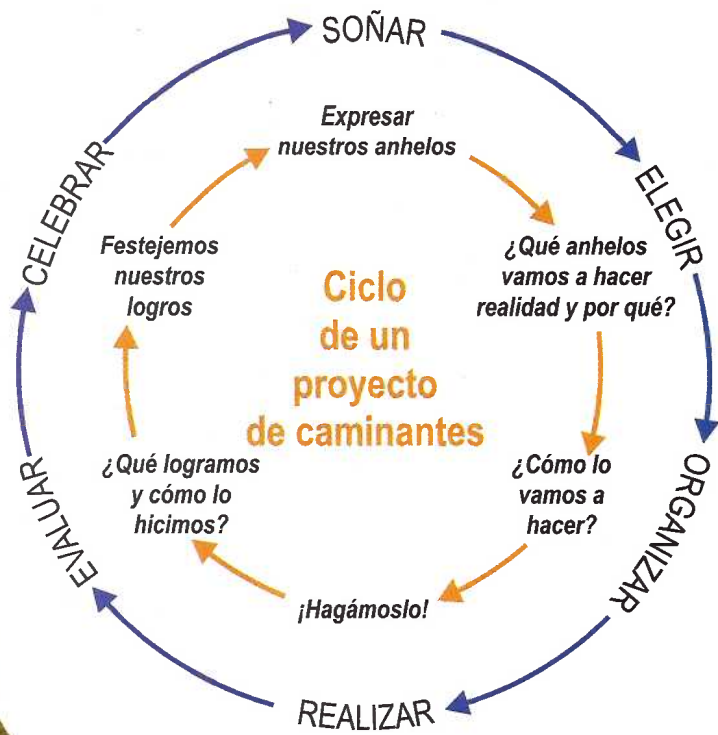 SOÑAR
ELEGIR
ORGANIZAR
REALIZAR
EVALUAR
CELEBRAR
Expresar
nuestros anhelos
¿Qué anhelos
vamos a hacer
realidad y por qué?
¿Cómo lo
vamos a
hacer?
¡Hagámoslo!
¿Qué logramos
y cómo lo
hicimos?
Festejemos
nuestros
logros
Ciclo
de un
proyecto
de caminantes